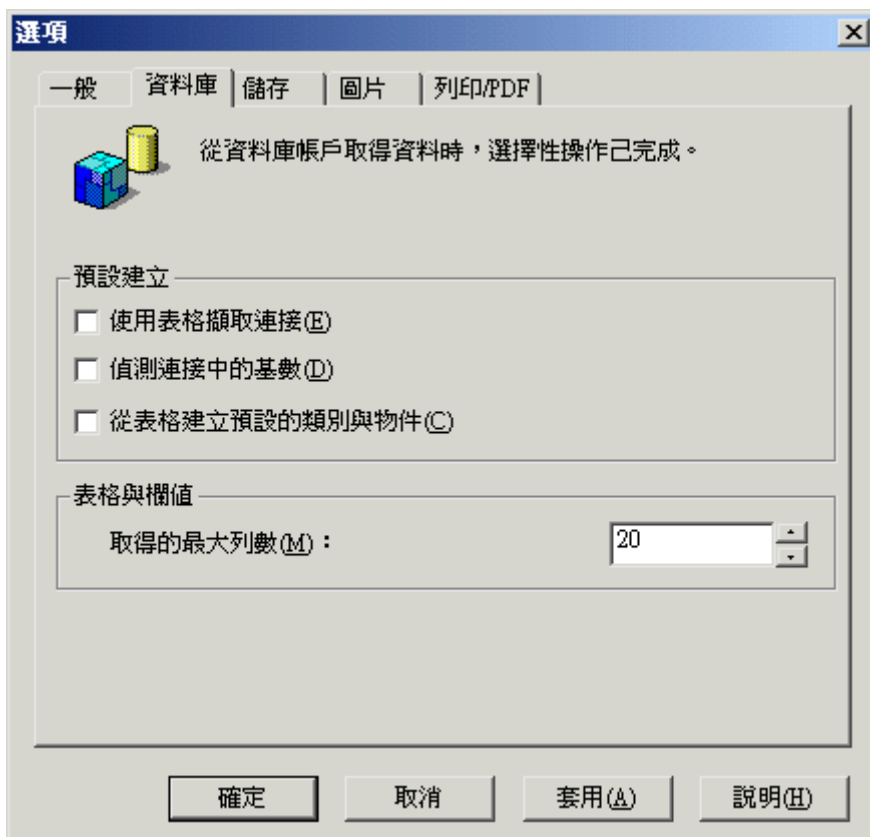 選項
一般 資料庫 儲存 圖片 列印/PDF
從資料庫帳戶取得資料時，選擇性操作已完成。
預設建立
使用表格擷取連接(E)
偵測連接中的基數(D)
從表格建立預設的類別與物件(C)
表格與欄值
取得的最大列數(M)： 20
確定 取消 套用(A) 說明(H)